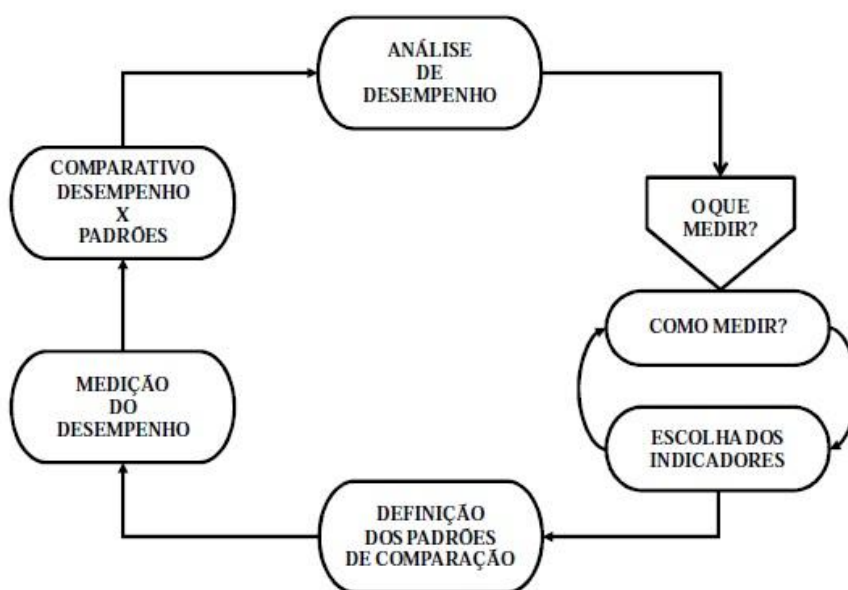 ANÁLISE
DE
DESEMPENHO
O QUE
MEDIR?
COMO MEDIR?
ESCOLHA DOS
INDICADORES
DEFINIÇÃO
DOS PADRÕES
DE COMPARAÇÃO
MEDIÇÃO
DO
DESEMPENHO
COMPARATIVO
DESEMPENHO
X
PADRÕES